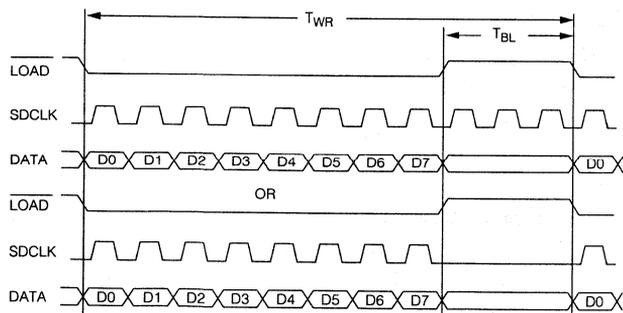 TWR
TBL
LOAD
SDCLK
DATA D0 D1 D2 D3 D4 D5 D6 D7 D0
OR
LOAD
SDCLK
DATA D0 D1 D2 D3 D4 D5 D6 D7 D0